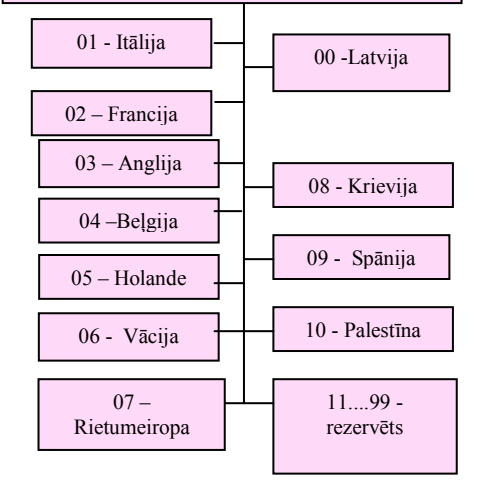 01 - Itālija
00 -Latvija
02 – Francija
03 – Anglija
08 - Krievija
04 –Beļgija
09 -  Spānija
05 – Holande
10 - Palestīna
06 -  Vācija
07 –
Rietumeiropa
11....99 -
rezervēts